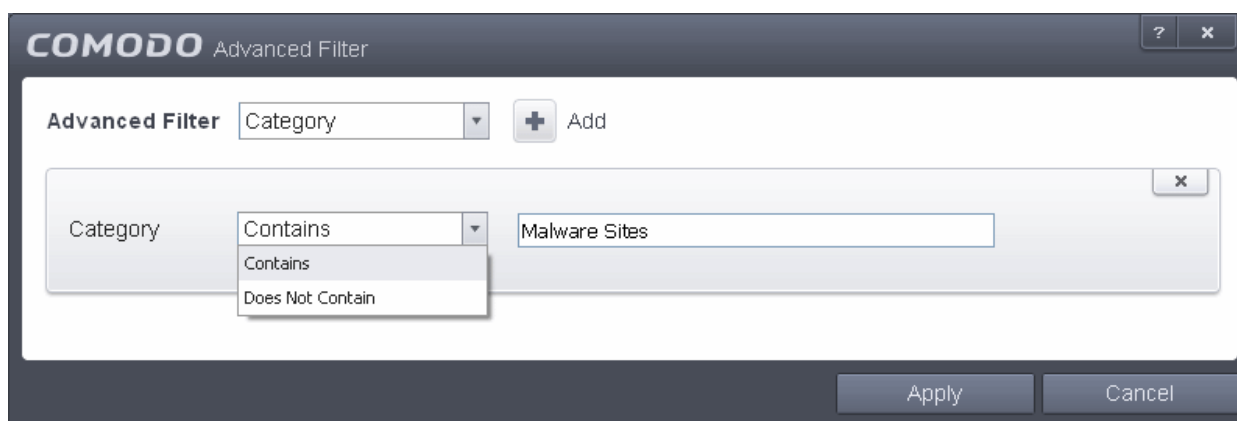 COMODO Advanced Filter ? x
Advanced Filter Category + Add
x
Category Contains Malware Sites
Contains
Does Not Contain
Apply Cancel